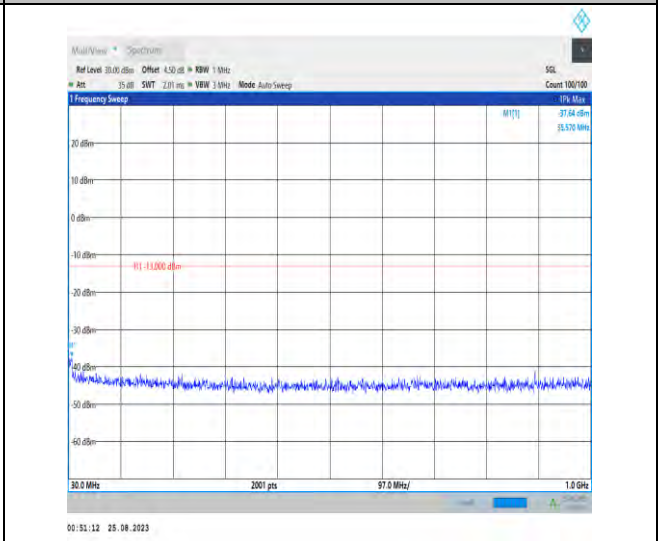 MultiView Spectrum
Ref Level 30.00 dBm Offset 4.50 dB RBW 1 MHz SGL
Att 35 dB SWT 2.01 ms VBW 3 MHz Mode Auto Sweep Count 100/100
1 Frequency Sweep 1Pk Max
M1[1] -37.64 dBm
35.570 MHz
20 dBm
10 dBm
0 dBm
-10 dBm
H1 -13.000 dBm
-20 dBm
-30 dBm
M1
-40 dBm
-50 dBm
-60 dBm
30.0 MHz 2001 pts 97.0 MHz/ 1.0 GHz
00:51:12 25.08.2023